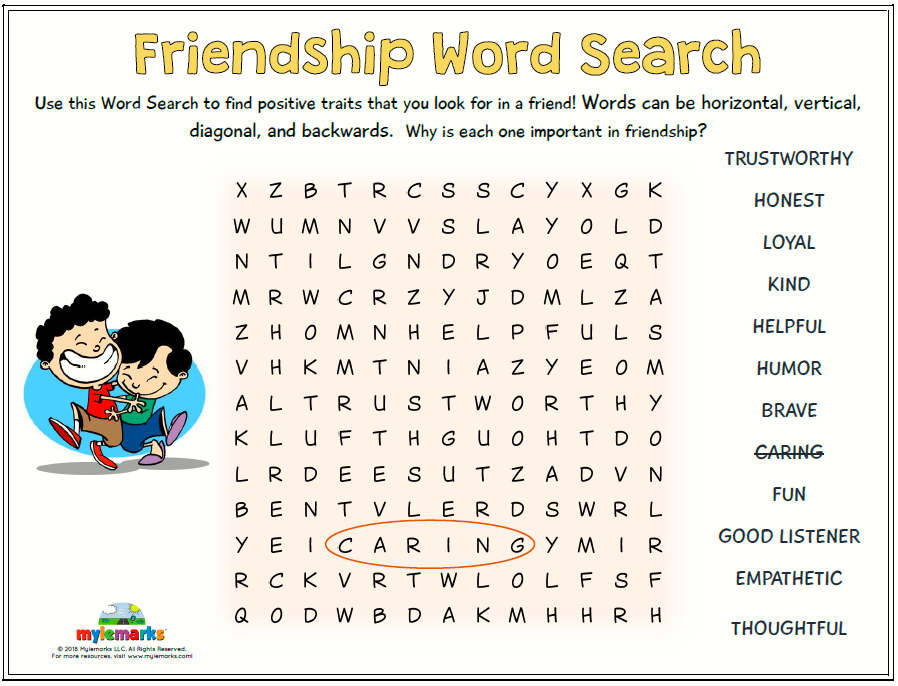 Friendship Word Search
Use this Word Search to find positive traits that you look for in a friend! Words can be horizontal, vertical,
diagonal, and backwards. Why is each one important in friendship?
X Z B T R C S S C Y X G K
W U M N V V S L A Y O L D
N T I L G N D R Y O E Q T
M R W C R Z Y J D M L Z A
Z H O M N H E L P F U L S
V H K M T N I A Z Y E O M
A L T R U S T W O R T H Y
K L U F T H G U O H T D O
L R D E E S U T Z A D V N
B E N T V L E R D S W R L
Y E I C A R I N G Y M I R
R C K V R T W L O L F S F
Q O D W B D A K M H H R H
TRUSTWORTHY
HONEST
LOYAL
KIND
HELPFUL
HUMOR
BRAVE
CARING
FUN
GOOD LISTENER
EMPATHETIC
THOUGHTFUL
mylemarks
© 2018 Mylemarks LLC. All Rights Reserved.
For more resources, visit www.mylemarks.com!